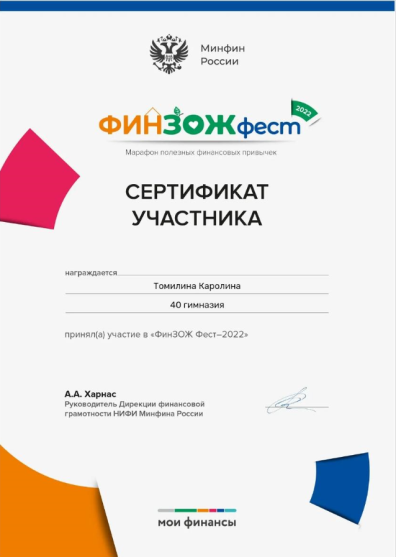 Минфин
России
ФИНЗОЖфест 2022
Марафон полезных финансовых привычек
СЕРТИФИКАТ
УЧАСТНИКА
награждается
Томилина Каролина
40 гимназия
принял(а) участие в «ФинЗОЖ Фест–2022»
А.А. Харнас
Руководитель Дирекции финансовой
грамотности НИФИ Минфина России
мои финансы